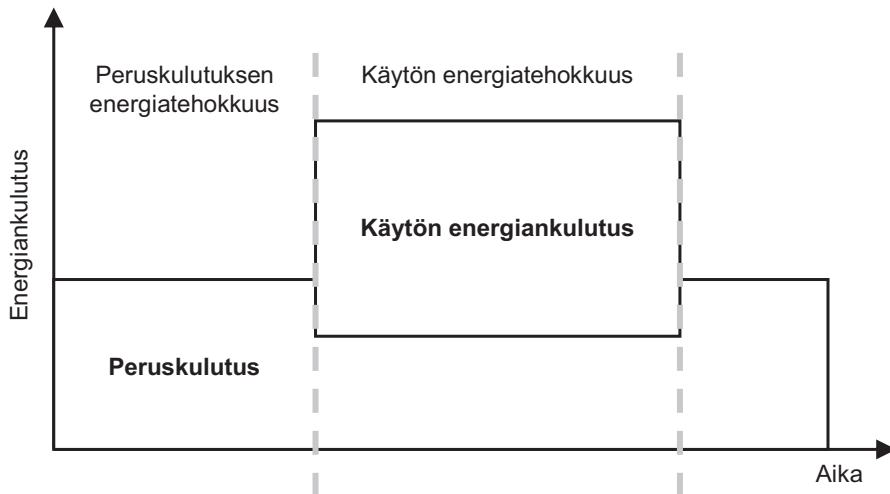 Peruskulutuksen
energiatehokkuus
Käytön energiatehokkuus
Energiankulutus
Käytön energiankulutus
Peruskulutus
Aika